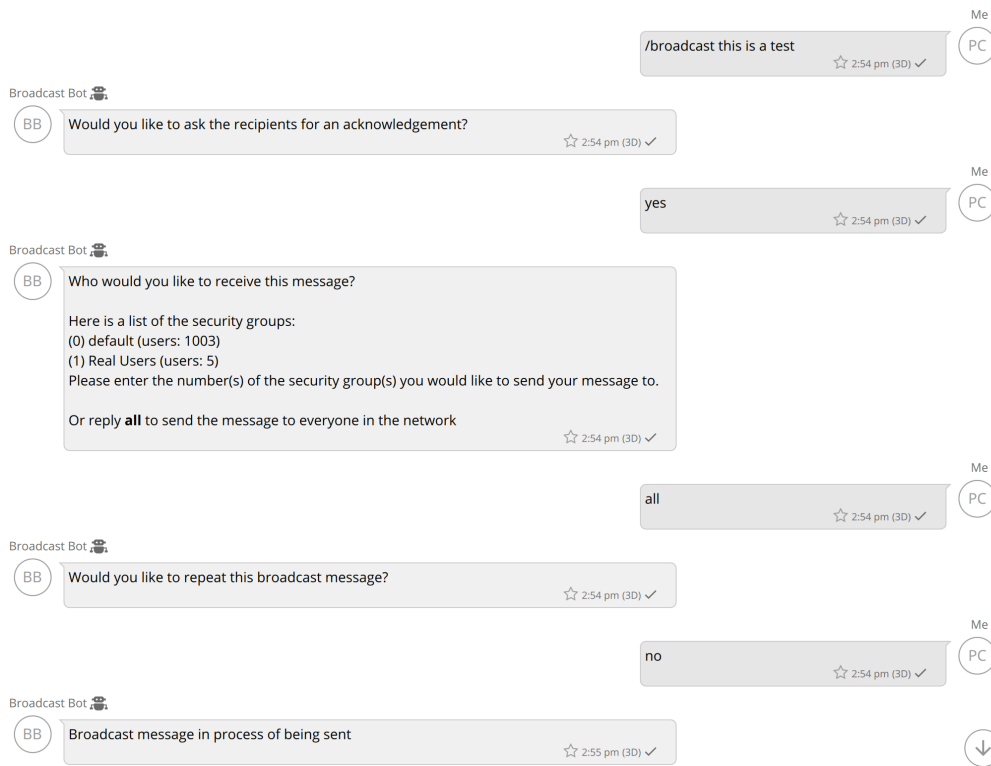 Me
/broadcast this is a test
PC
2:54 pm (3D)
Broadcast Bot
BB
Would you like to ask the recipients for an acknowledgement?
2:54 pm (3D)
Me
yes
PC
2:54 pm (3D)
Broadcast Bot
BB
Who would you like to receive this message?
Here is a list of the security groups:
(0) default (users: 1003)
(1) Real Users (users: 5)
Please enter the number(s) of the security group(s) you would like to send your message to.
Or reply all to send the message to everyone in the network
2:54 pm (3D)
Me
all
PC
2:54 pm (3D)
Broadcast Bot
BB
Would you like to repeat this broadcast message?
2:54 pm (3D)
Me
no
PC
2:54 pm (3D)
Broadcast Bot
BB
Broadcast message in process of being sent
2:55 pm (3D)